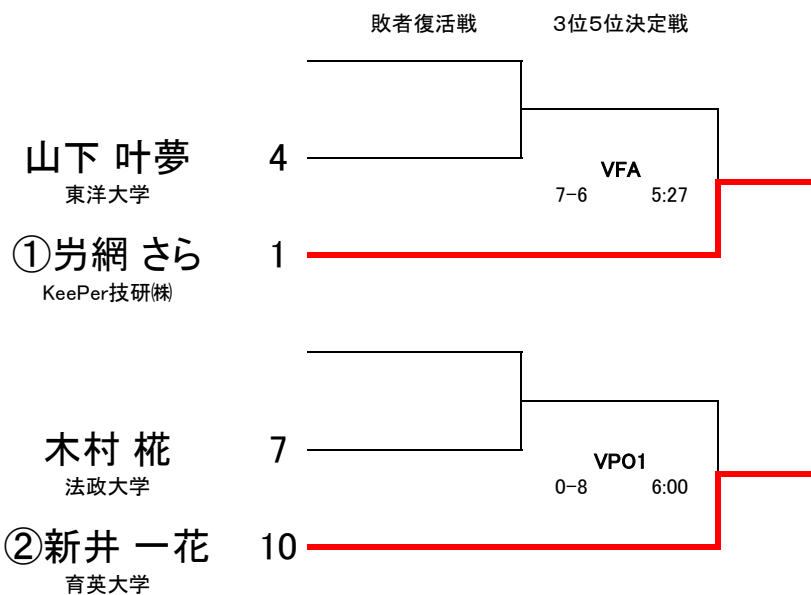 敗者復活戦 3位5位決定戦
山下 叶夢 4
東洋大学
VFA
7-6 5:27
①屶網 さら 1
KeePer技研㈱
木村 椛 7
法政大学
VPO1
0-8 6:00
②新井 一花 10
育英大学